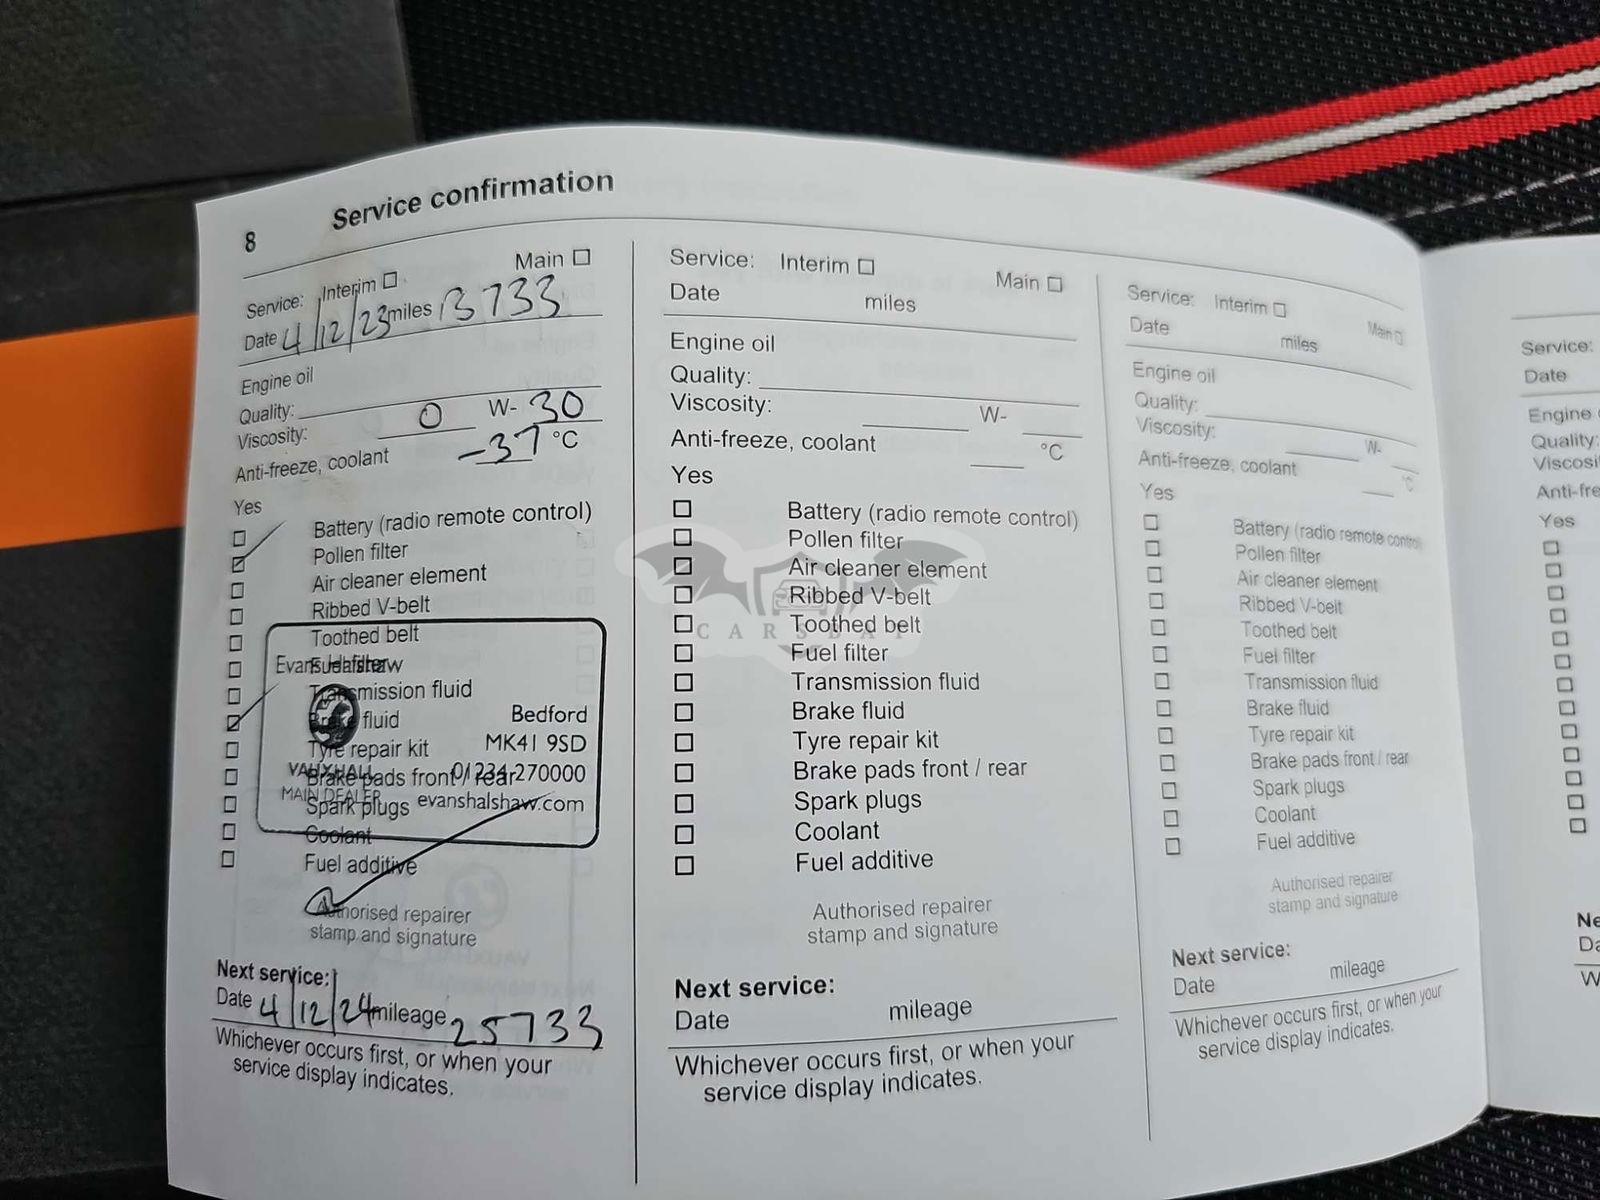 8 Service confirmation
Service: Interim Main
Date 4/12/23 miles 13733
Engine oil
Quality:
Viscosity: 0 W- 30
Anti-freeze, coolant -37 °C
Yes
Battery (radio remote control)
Pollen filter
Air cleaner element
Ribbed V-belt
Toothed belt
Fuel filter
Transmission fluid
Brake fluid
Tyre repair kit
Brake pads front / rear
Spark plugs
Coolant
Fuel additive
Evans Halshaw
Bedford
MK41 9SD
VAUXHALL 01234 270000
MAIN DEALER evanshalshaw.com
Authorised repairer
stamp and signature
Next service:
Date 4/12/24 mileage 25733
Whichever occurs first, or when your
service display indicates.
Service: Interim Main
Date miles
Engine oil
Quality:
Viscosity: W-
Anti-freeze, coolant °C
Yes
Battery (radio remote control)
Pollen filter
Air cleaner element
Ribbed V-belt
Toothed belt
Fuel filter
Transmission fluid
Brake fluid
Tyre repair kit
Brake pads front / rear
Spark plugs
Coolant
Fuel additive
Authorised repairer
stamp and signature
Next service:
Date mileage
Whichever occurs first, or when your
service display indicates.
Service: Interim Main
Date miles
Engine oil
Quality:
Viscosity: W-
Anti-freeze, coolant °C
Yes
Battery (radio remote control)
Pollen filter
Air cleaner element
Ribbed V-belt
Toothed belt
Fuel filter
Transmission fluid
Brake fluid
Tyre repair kit
Brake pads front / rear
Spark plugs
Coolant
Fuel additive
Authorised repairer
stamp and signature
Next service:
Date mileage
Whichever occurs first, or when your
service display indicates.
Service:
Date
Engine
Quality:
Yes